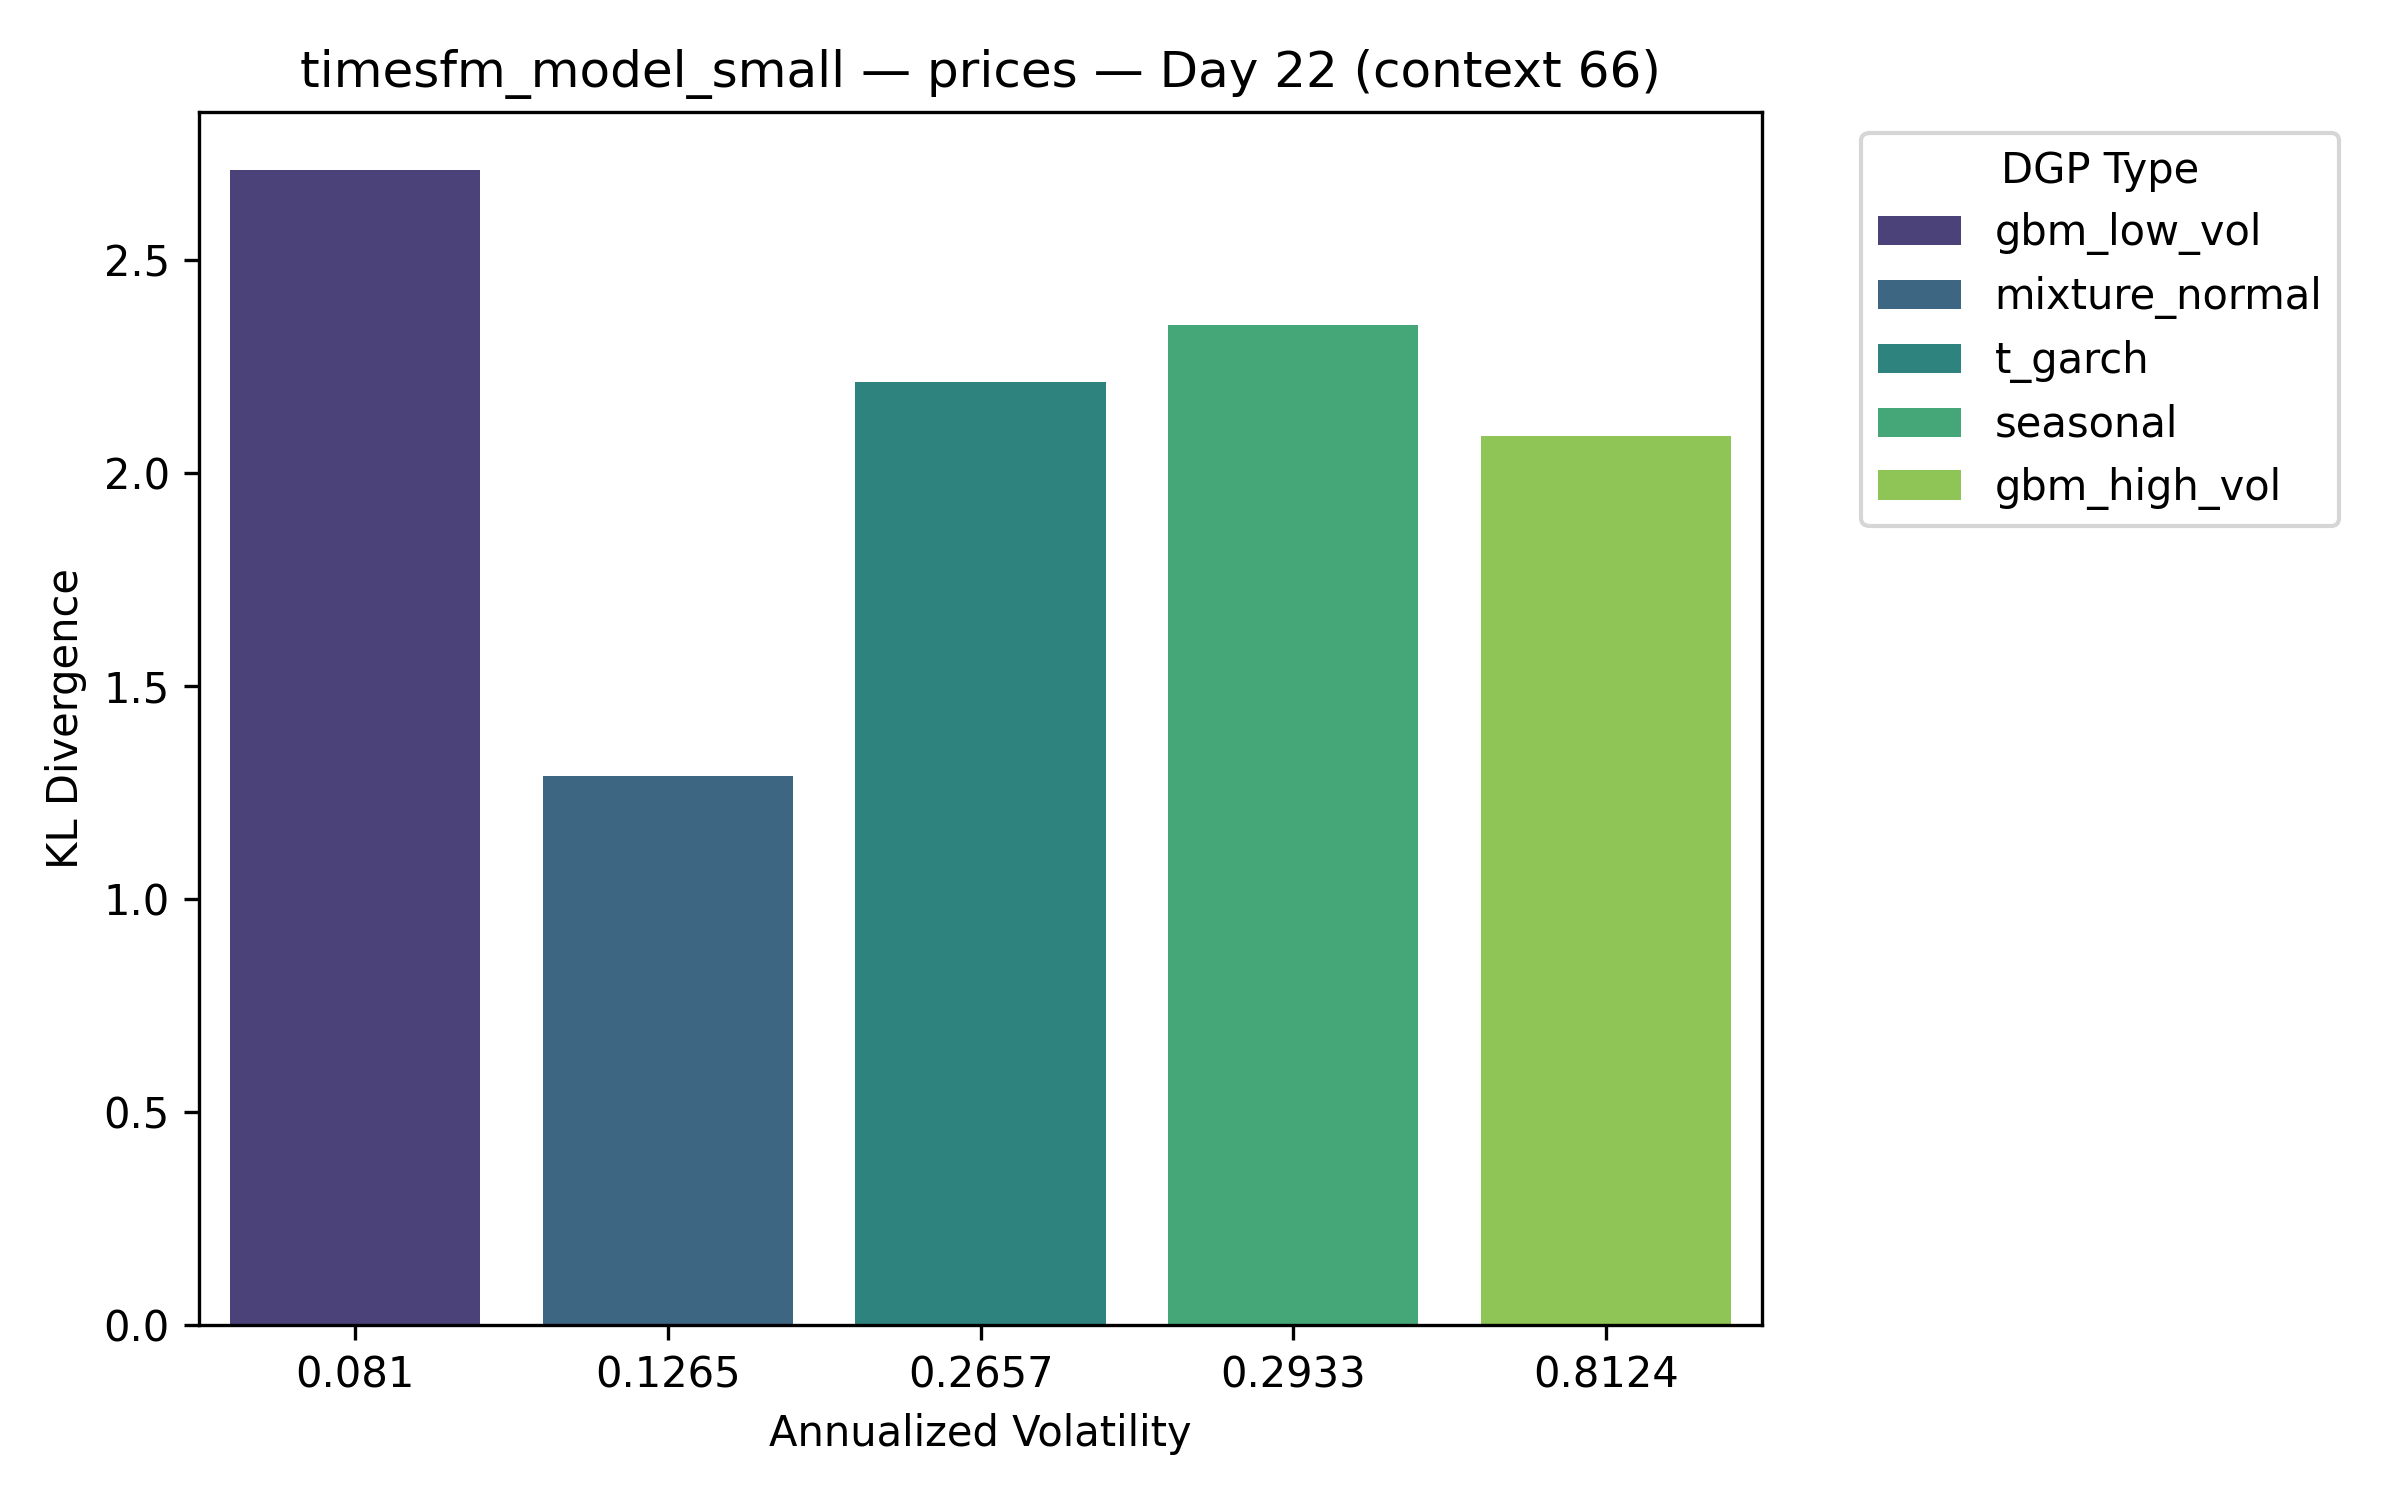 timesfm_model_small — prices — Day 22 (context 66)
DGP Type
gbm_low_vol
mixture_normal
t_garch
seasonal
gbm_high_vol
KL Divergence
2.5
2.0
1.5
1.0
0.5
0.0
0.081 0.1265 0.2657 0.2933 0.8124
Annualized Volatility